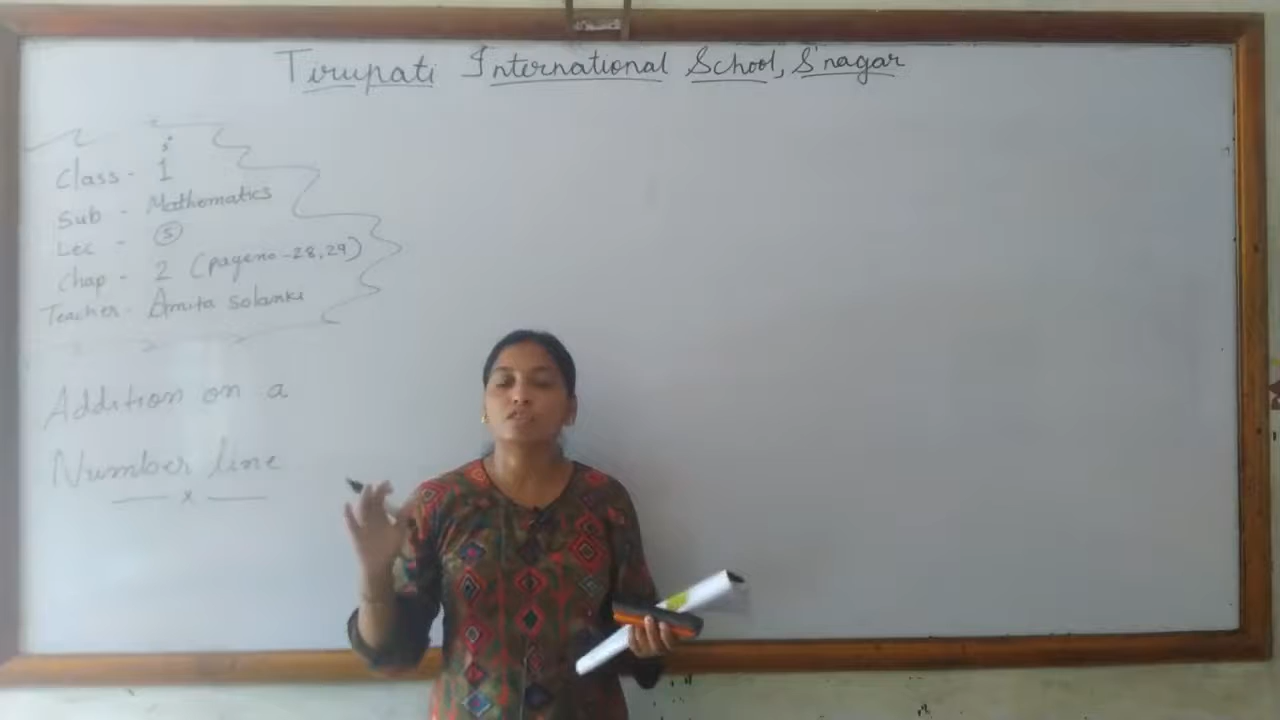 Tirupati International School, S'nagar
Class - 1
Sub - Mathematics
Lec - 5
Chap - 2 (page no - 28, 29)
Teacher - Amita Solanki
Addition on a
Number line